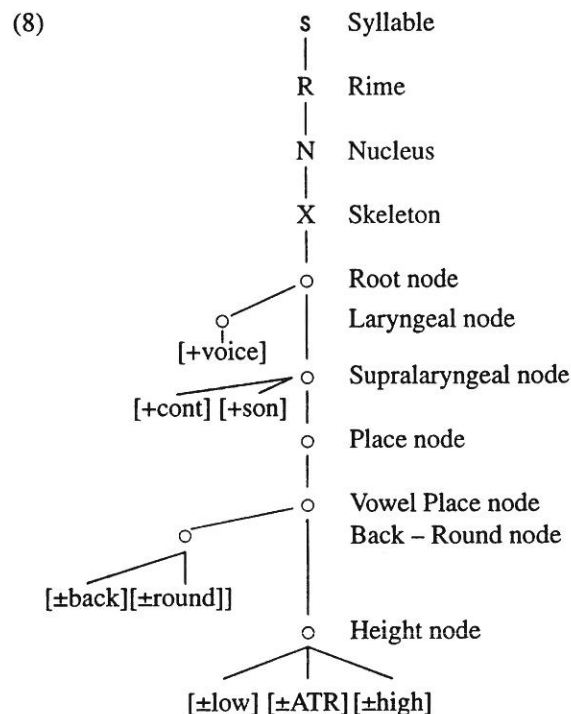 (8) s Syllable
R Rime
N Nucleus
X Skeleton
Root node
Laryngeal node
[+voice]
Supralaryngeal node
[+cont] [+son]
Place node
Vowel Place node
Back – Round node
[±back][±round]]
Height node
[±low] [±ATR] [±high]